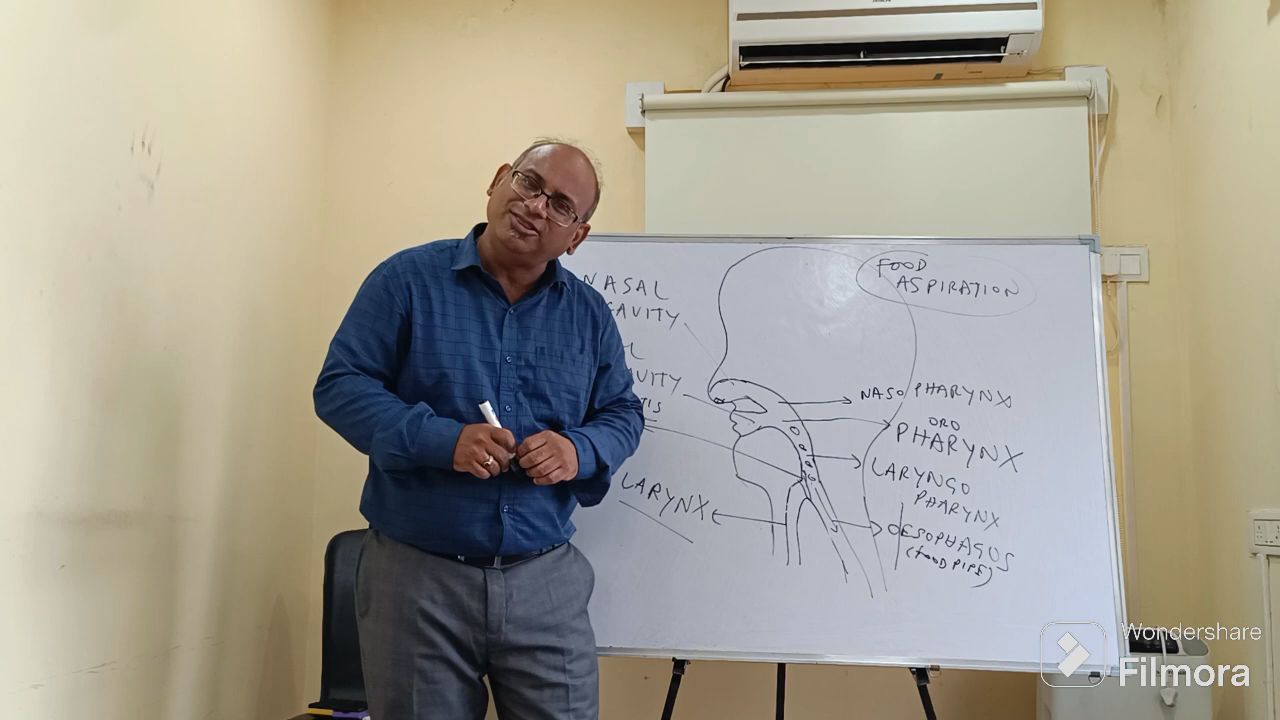 FOOD
ASPIRATION
NASAL
CAVITY
NASOPHARYNX
ORO
PHARYNX
LARYNGO
PHARYNX
LARYNX
OESOPHAGUS
(FOOD PIPE)
Wondershare
Filmora